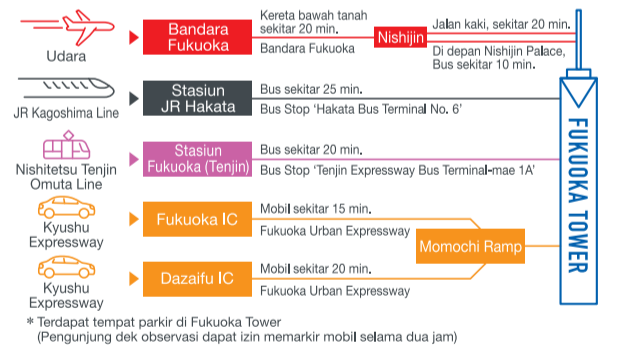 Udara
Bandara
Fukuoka
Kereta bawah tanah
sekitar 20 min.
Bandara Fukuoka
Nishijin
Jalan kaki, sekitar 20 min.
Di depan Nishijin Palace,
Bus sekitar 10 min.
JR Kagoshima Line
Stasiun
JR Hakata
Bus sekitar 25 min.
Bus Stop ‘Hakata Bus Terminal No. 6’
Nishitetsu Tenjin
Omuta Line
Stasiun
Fukuoka (Tenjin)
Bus sekitar 20 min.
Bus Stop ‘Tenjin Expressway Bus Terminal-mae 1A’
Kyushu
Expressway
Fukuoka IC
Mobil sekitar 15 min.
Fukuoka Urban Expressway
Kyushu
Expressway
Dazaifu IC
Mobil sekitar 20 min.
Fukuoka Urban Expressway
Momochi Ramp
FUKUOKA TOWER
* Terdapat tempat parkir di Fukuoka Tower
(Pengunjung dek observasi dapat izin memarkir mobil selama dua jam)